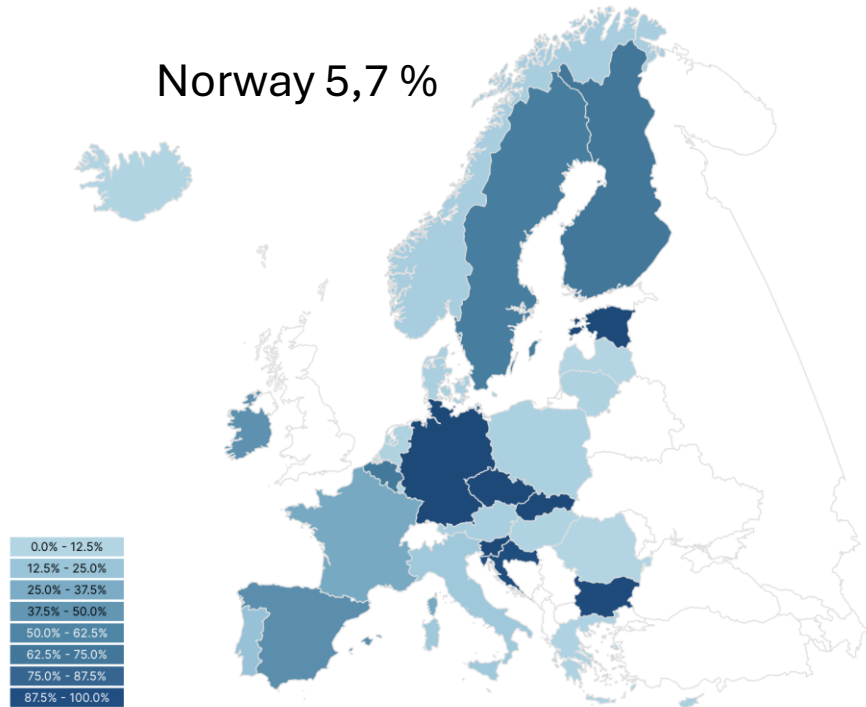 Norway 5,7 %
0.0% - 12.5%
12.5% - 25.0%
25.0% - 37.5%
37.5% - 50.0%
50.0% - 62.5%
62.5% - 75.0%
75.0% - 87.5%
87.5% - 100.0%